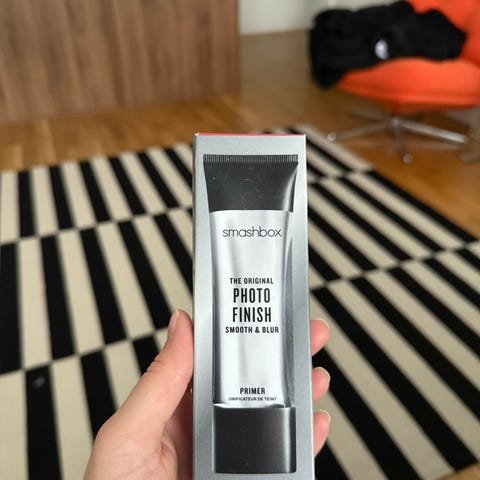 smashbox
THE ORIGINAL
PHOTO
FINISH
SMOOTH & BLUR
PRIMER
UNIFICATEUR DE TEINT